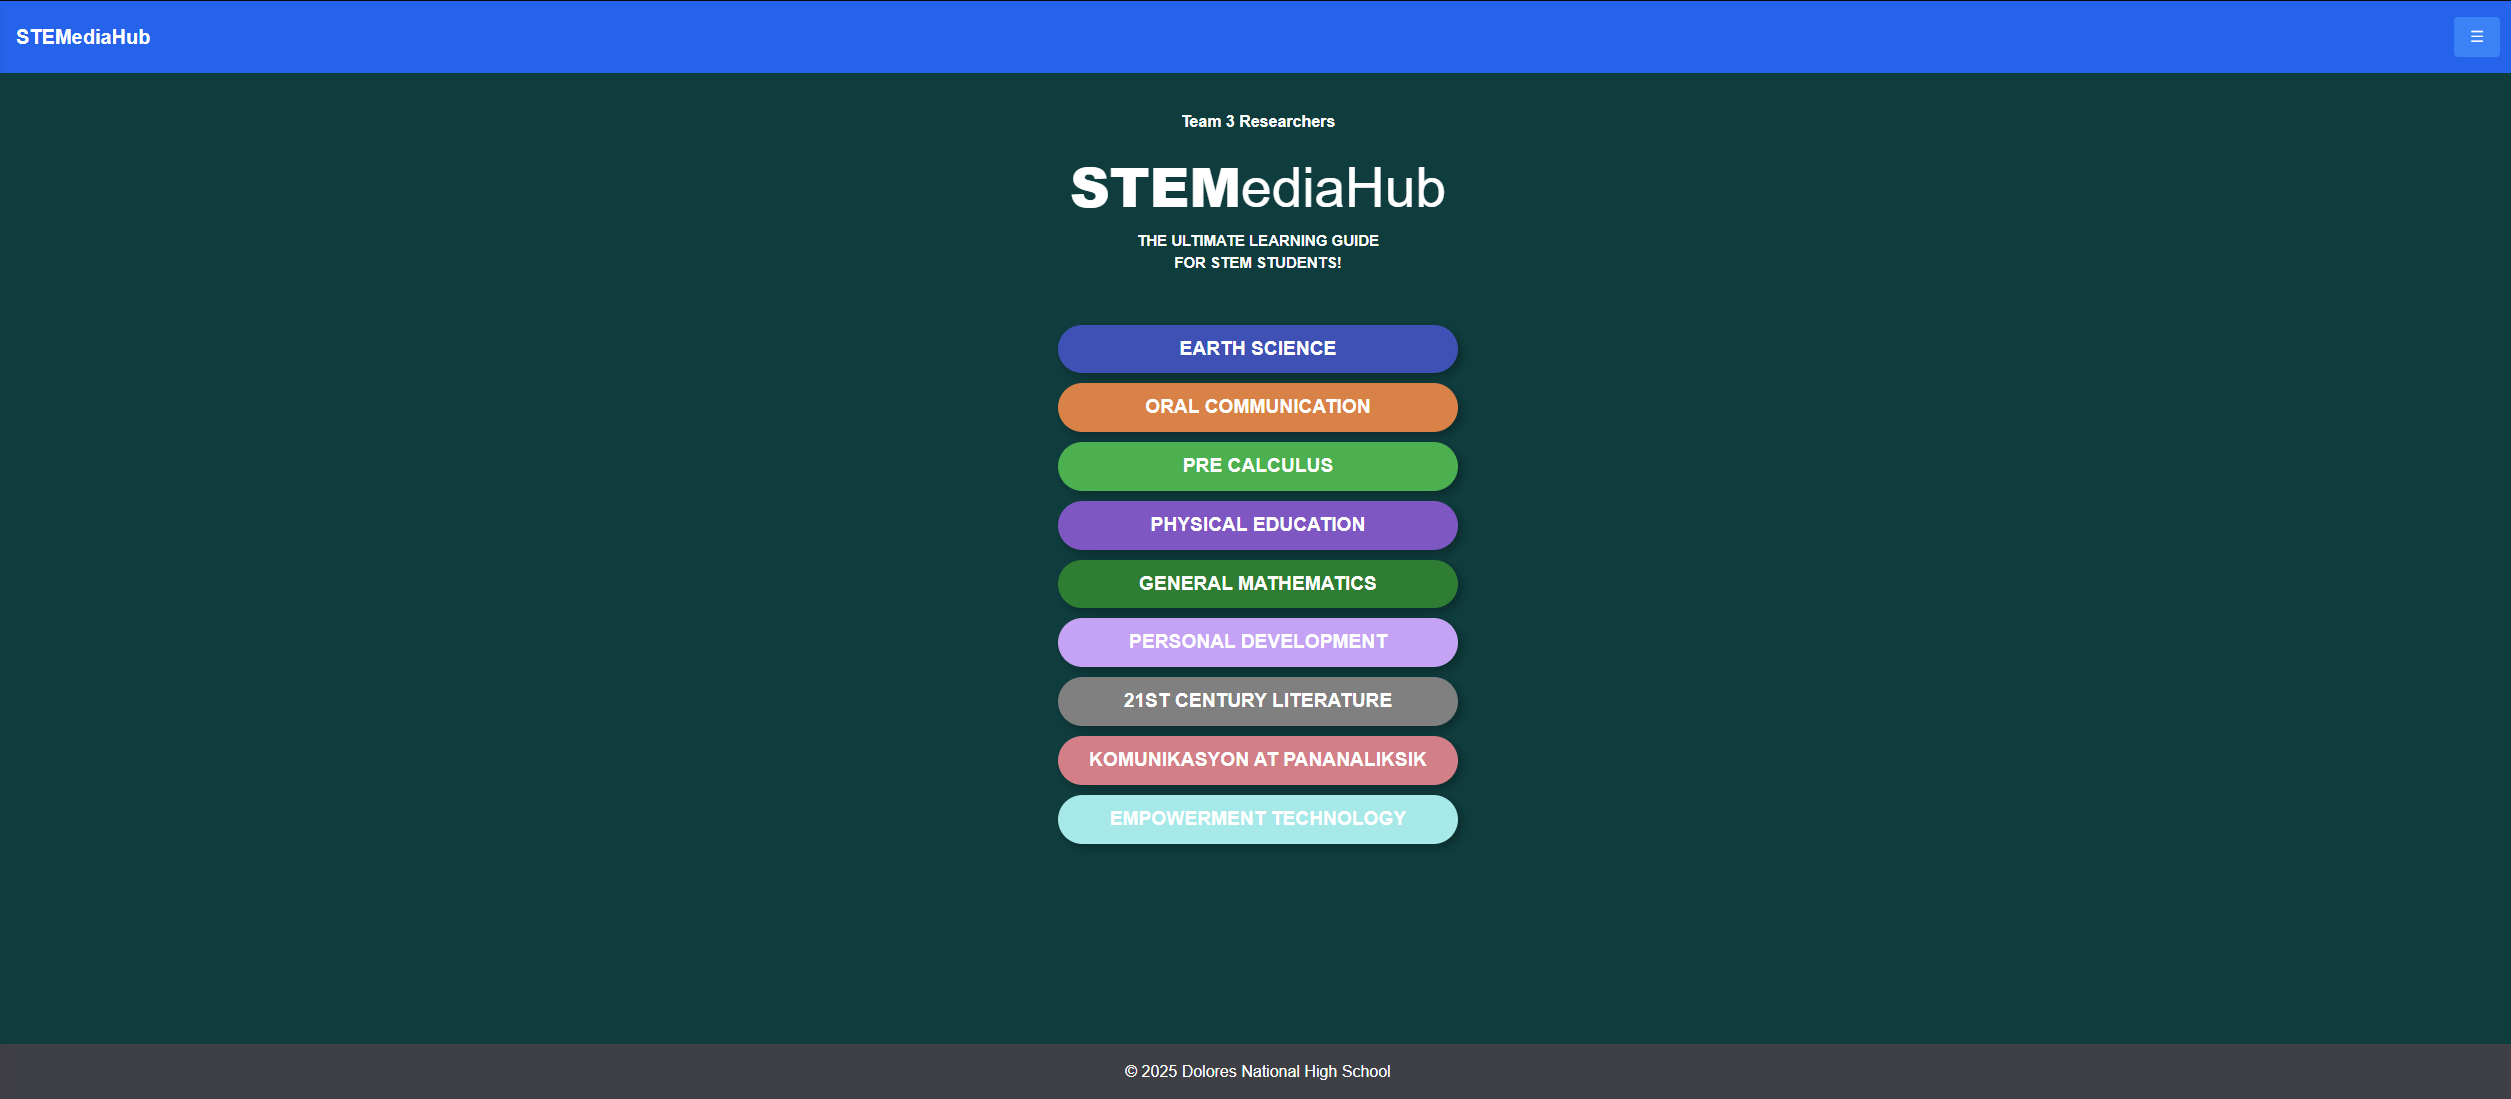 STEMediaHub
☰
Team 3 Researchers
STEMediaHub
THE ULTIMATE LEARNING GUIDE
FOR STEM STUDENTS!
EARTH SCIENCE
ORAL COMMUNICATION
PRE CALCULUS
PHYSICAL EDUCATION
GENERAL MATHEMATICS
PERSONAL DEVELOPMENT
21ST CENTURY LITERATURE
KOMUNIKASYON AT PANANALIKSIK
EMPOWERMENT TECHNOLOGY
© 2025 Dolores National High School